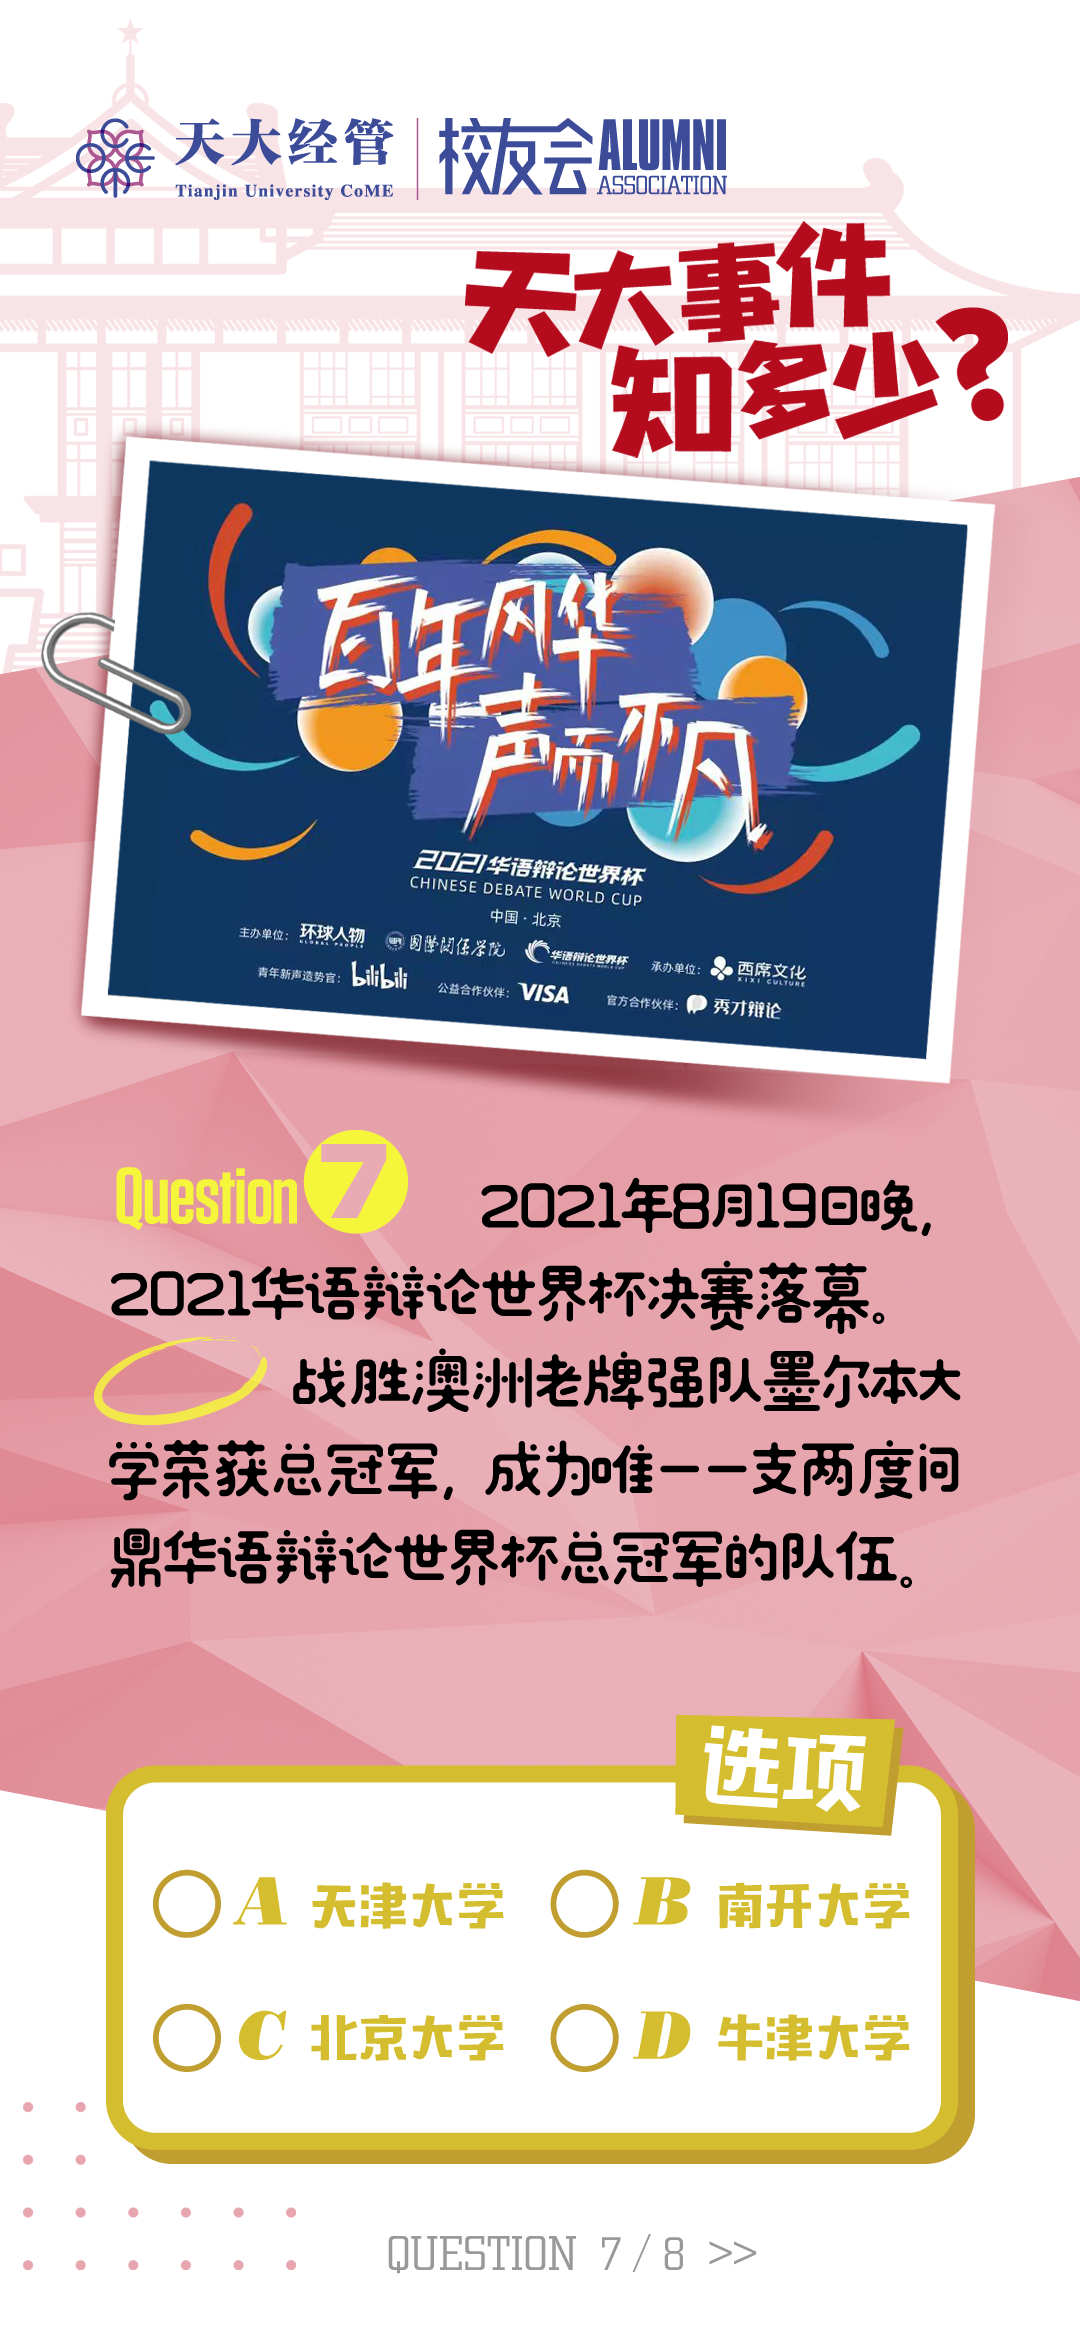 天大经管
Tianjin University CoME
校友会 ALUMNI
ASSOCIATION
天大事件
知多少?
百年风华
声而不凡
2021华语辩论世界杯
CHINESE DEBATE WORLD CUP
中国·北京
主办单位: 环球人物 国际关系学院 华语辩论世界杯 承办单位: 西席文化
GLOBAL PEOPLE CHINESE DEBATE WORLD CUP XIXI CULTURE
青年新声造势官: bilibili 公益合作伙伴: VISA 官方合作伙伴: 秀才辩论
Question 7 2021年8月19日晚,
2021华语辩论世界杯决赛落幕。
战胜澳洲老牌强队墨尔本大
学荣获总冠军, 成为唯一一支两度问
鼎华语辩论世界杯总冠军的队伍。
选项
A 天津大学 B 南开大学
C 北京大学 D 牛津大学
QUESTION 7/8 >>